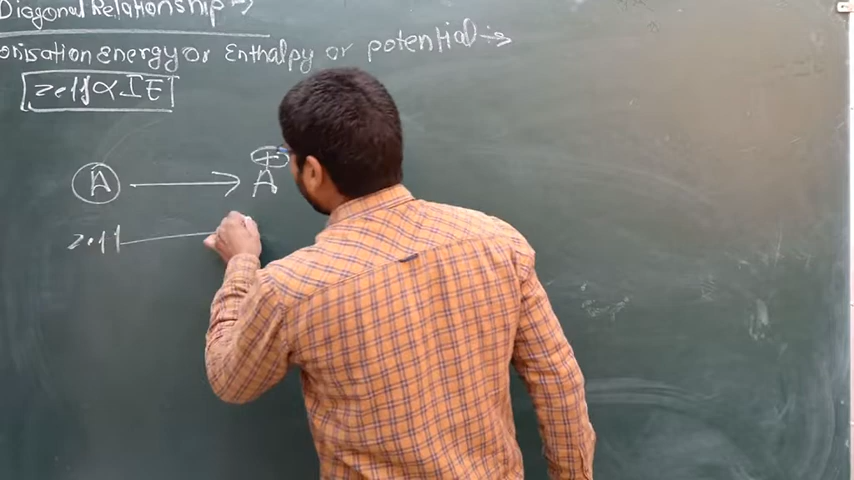 Diagonal Relationship →
onisation Energy or Enthalpy or potential →
zeff ∝ IE
A → A +
zeff